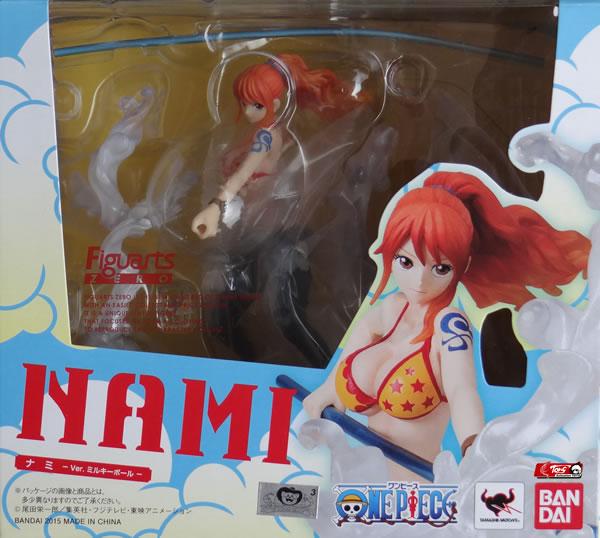 Figuarts
ZERO
NAMI
ナミ －Ver. ミルキーボール－
※パッケージの画像と商品とは、
多少異なりますのでご了承ください。
©尾田栄一郎／集英社・フジテレビ・東映アニメーション
BANDAI 2015 MADE IN CHINA
3
ワンピース
ONE PIECE
TAMASHII NATIONS
Toys
BAN
DAI